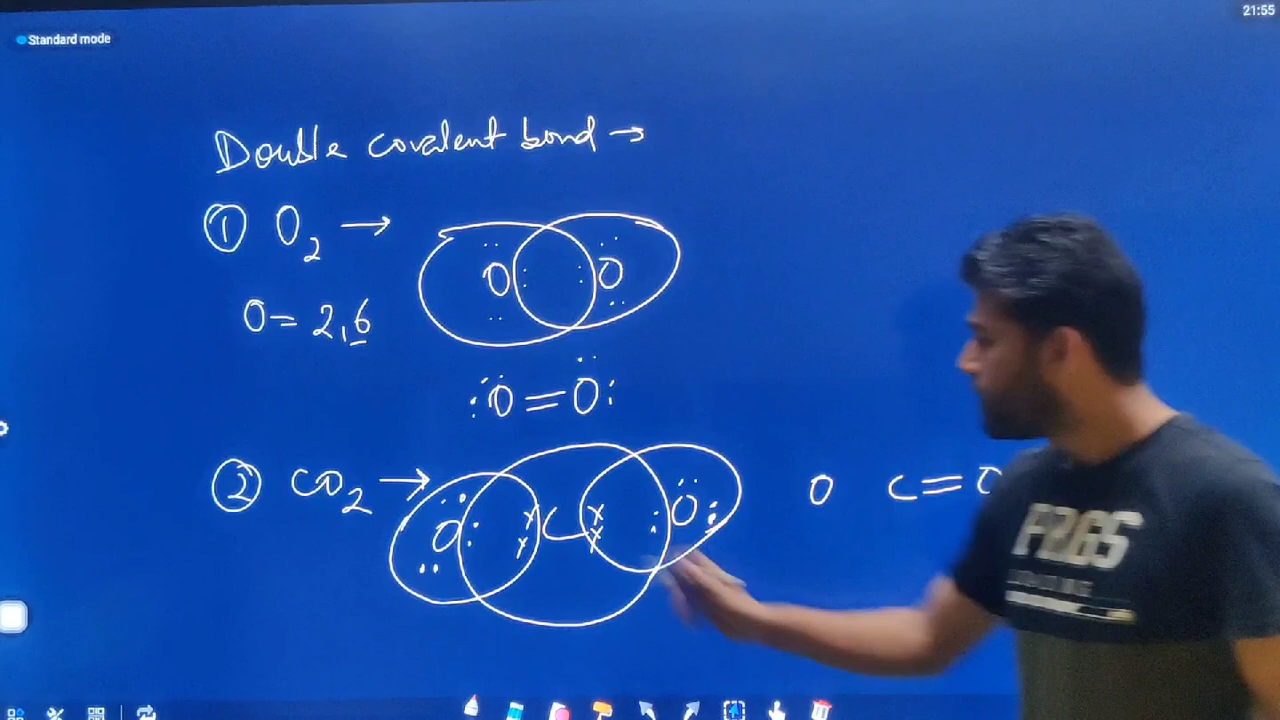 21:55
Standard mode
Double covalent bond →
① O2 →
O O
O = 2,6
:Ö = Ö:
② CO2 →
O C O
O C = O